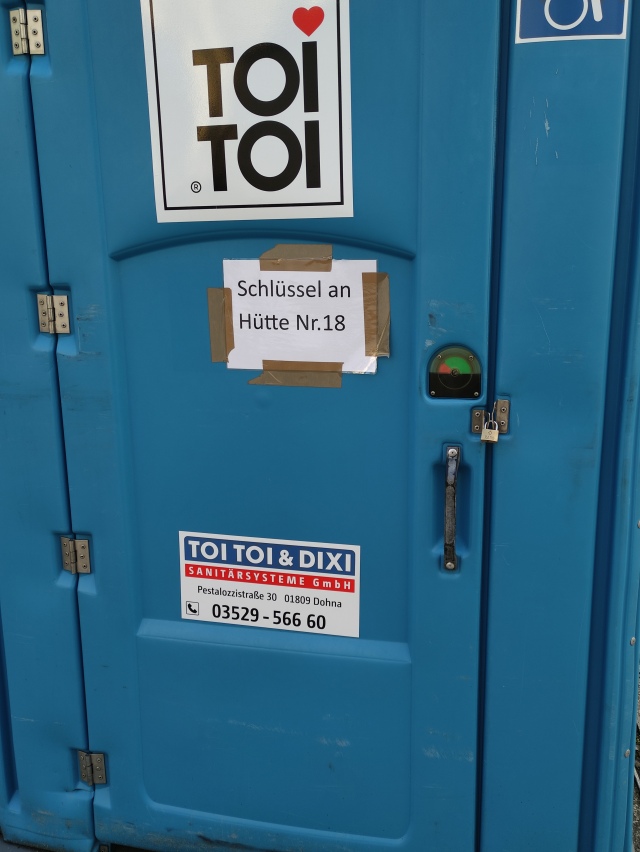 TOI
TOI
®
Schlüssel an
Hütte Nr.18
TOI TOI & DIXI
SANITÄRSYSTEME GmbH
Pestalozzistraße 30 01809 Dohna
03529 - 566 60